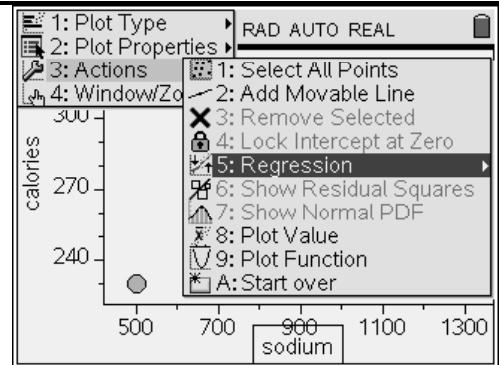 1: Plot Type
RAD AUTO REAL
2: Plot Properties
3: Actions
4: Window/Zo
1: Select All Points
2: Add Movable Line
3: Remove Selected
4: Lock Intercept at Zero
5: Regression
6: Show Residual Squares
7: Show Normal PDF
8: Plot Value
9: Plot Function
A: Start over
calories
300
270
240
500 700 900 1100 1300
sodium